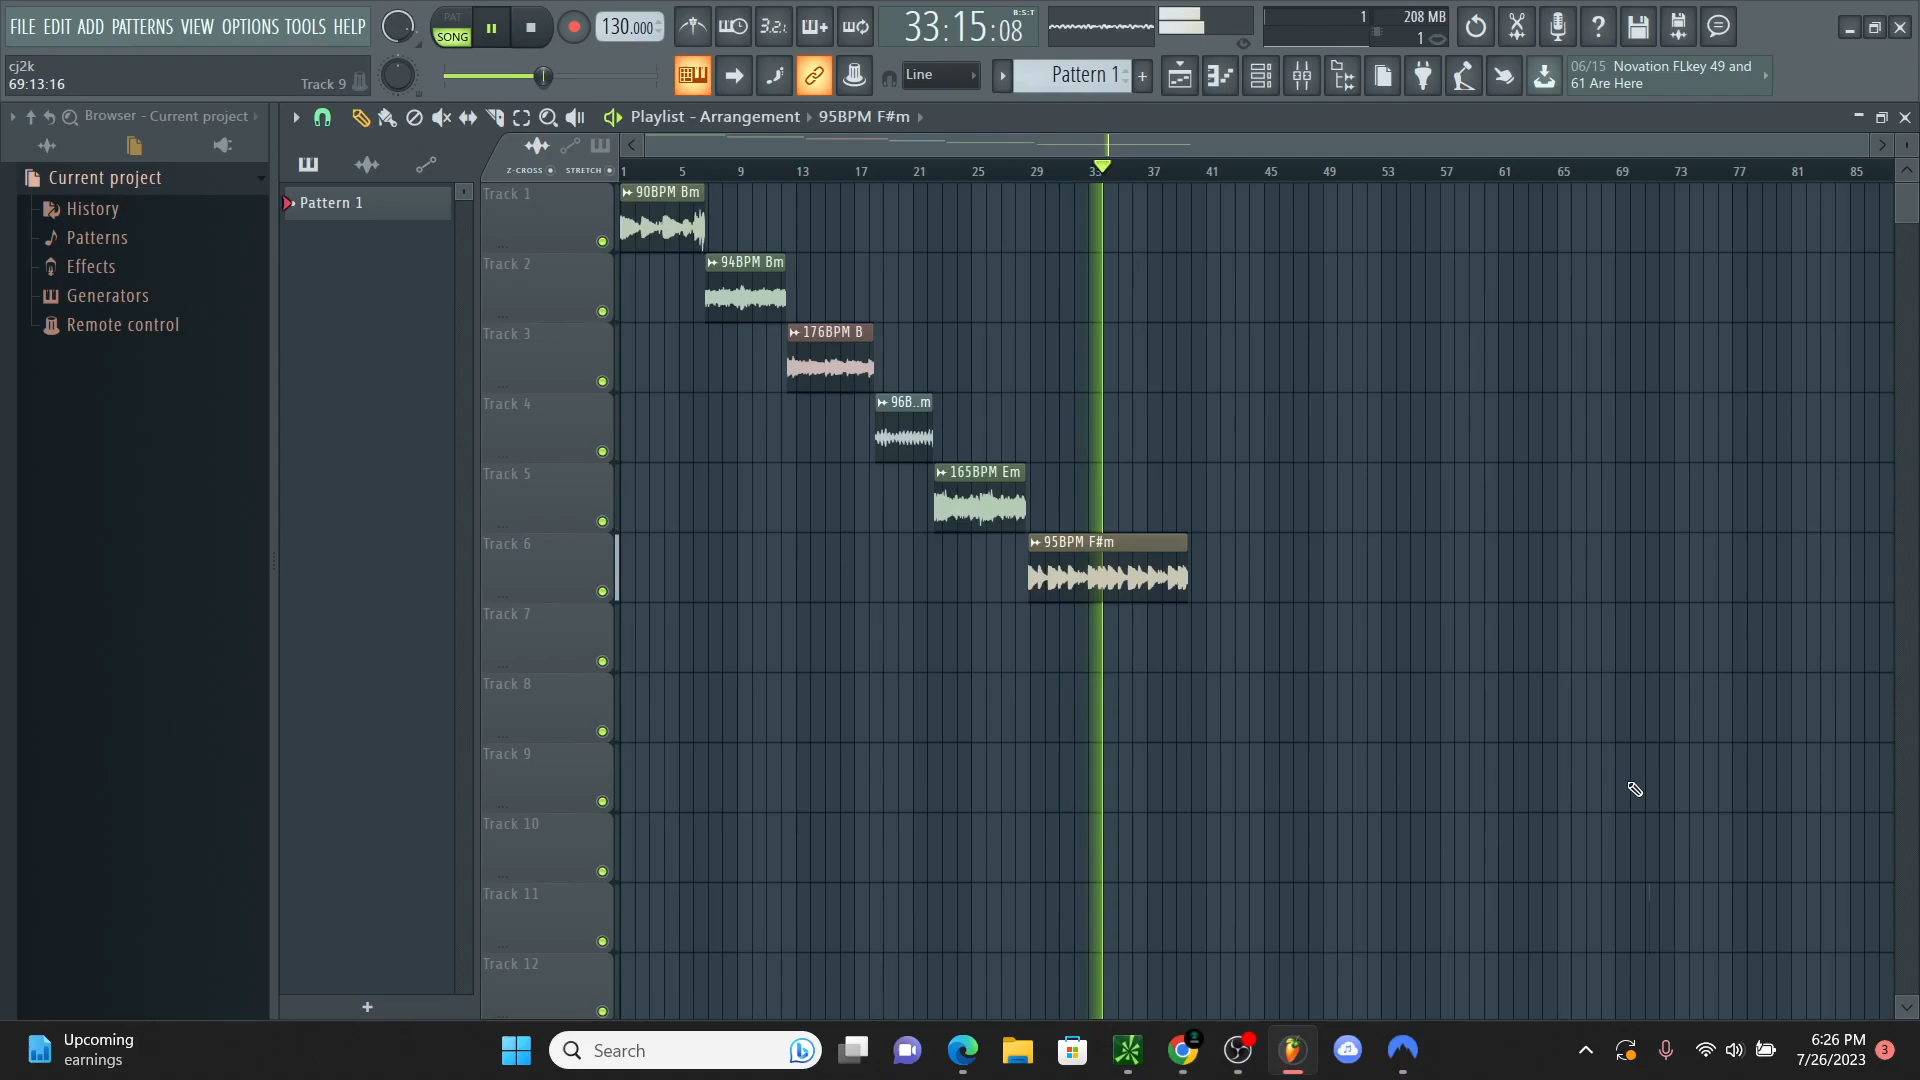 FILE EDIT ADD PATTERNS VIEW OPTIONS TOOLS HELP
PAT
SONG
130.000
3.2.
33:15:08
B:S:T
1
208 MB
1
cj2k
69:13:16
Track 9
Line
Pattern 1
06/15 Novation FLkey 49 and
61 Are Here
Browser - Current project
Playlist - Arrangement
95BPM F#m
Current project
History
Patterns
Effects
Generators
Remote control
Pattern 1
Z-CROSS
STRETCH
1 5 9 13 17 21 25 29 33 37 41 45 49 53 57 61 65 69 73 77 81 85
Track 1
90BPM Bm
Track 2
94BPM Bm
Track 3
176BPM B
Track 4
96B..m
Track 5
165BPM Em
Track 6
95BPM F#m
Track 7
Track 8
Track 9
Track 10
Track 11
Track 12
Upcoming
earnings
Search
6:26 PM
7/26/2023
3